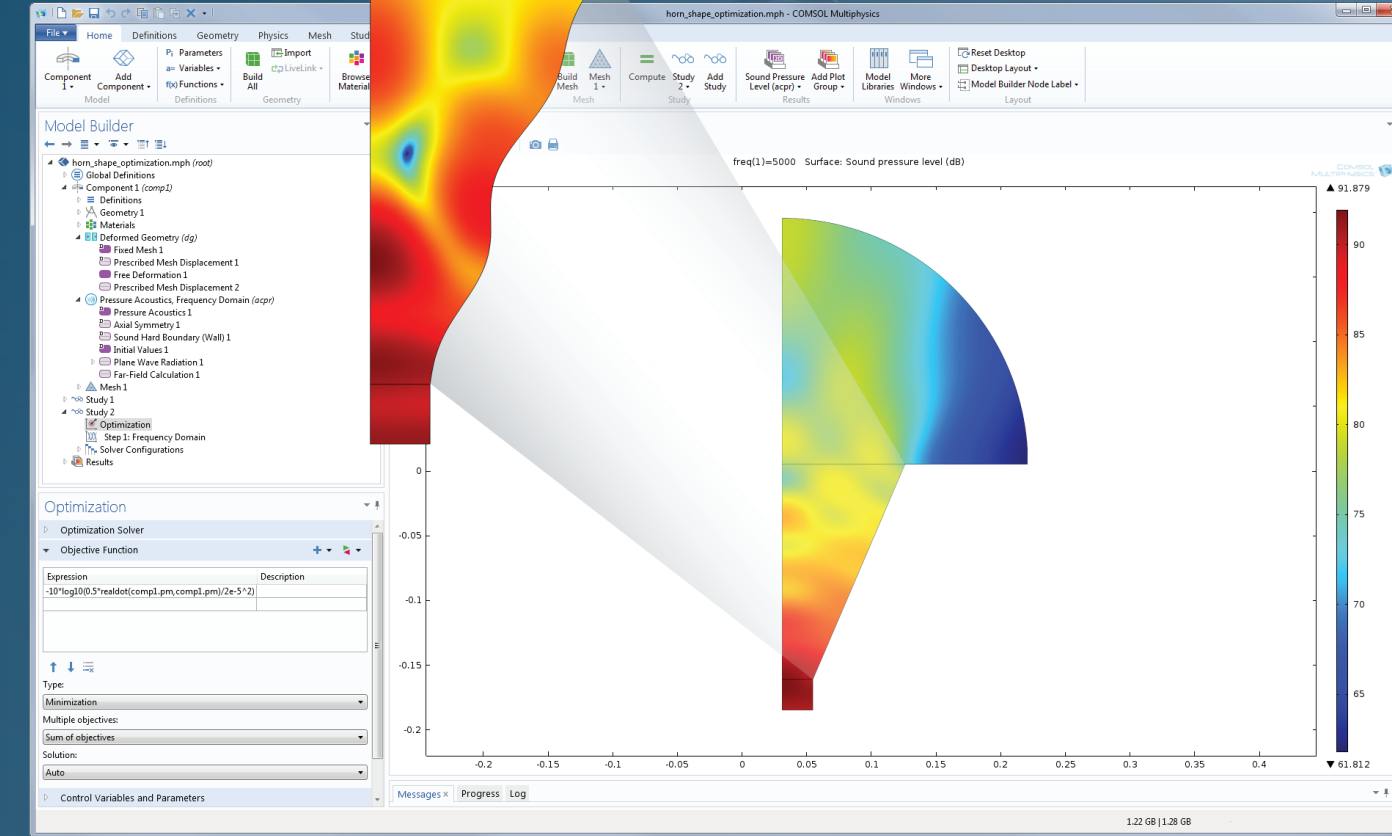 horn_shape_optimization.mph - COMSOL Multiphysics
File Home Definitions Geometry Physics Mesh
Component 1 Add Component
Model
Pi Parameters
a= Variables
f(x) Functions
Definitions
Build All
Import
LiveLink
Geometry
Build Mesh
Mesh 1
Mesh
Compute
Study 2
Add Study
Study
Sound Pressure Level (acpr)
Add Plot Group
Results
Model Libraries
More Windows
Windows
Reset Desktop
Desktop Layout
Model Builder Node Label
Layout
Model Builder
horn_shape_optimization.mph (root)
Global Definitions
Component 1 (comp1)
Definitions
Geometry 1
Materials
Deformed Geometry (dg)
Fixed Mesh 1
Prescribed Mesh Displacement 1
Free Deformation 1
Prescribed Mesh Displacement 2
Pressure Acoustics, Frequency Domain (acpr)
Pressure Acoustics 1
Axial Symmetry 1
Sound Hard Boundary (Wall) 1
Initial Values 1
Plane Wave Radiation 1
Far-Field Calculation 1
Mesh 1
Study 1
Study 2
Optimization
Step 1: Frequency Domain
Solver Configurations
Results
Optimization
Optimization Solver
Objective Function
Expression Description
-10*log10(0.5*realdot(comp1.pm,comp1.pm)/2e-5^2)
Type:
Minimization
Multiple objectives:
Sum of objectives
Solution:
Auto
Control Variables and Parameters
freq(1)=5000 Surface: Sound pressure level (dB)
COMSOL
MULTIPHYSICS
▲ 91.879
90
85
80
75
70
65
▼ 61.812
0
-0.05
-0.1
-0.15
-0.2
-0.2 -0.15 -0.1 -0.05 0 0.05 0.1 0.15 0.2 0.25 0.3 0.35 0.4
Messages × Progress Log
1.22 GB | 1.28 GB